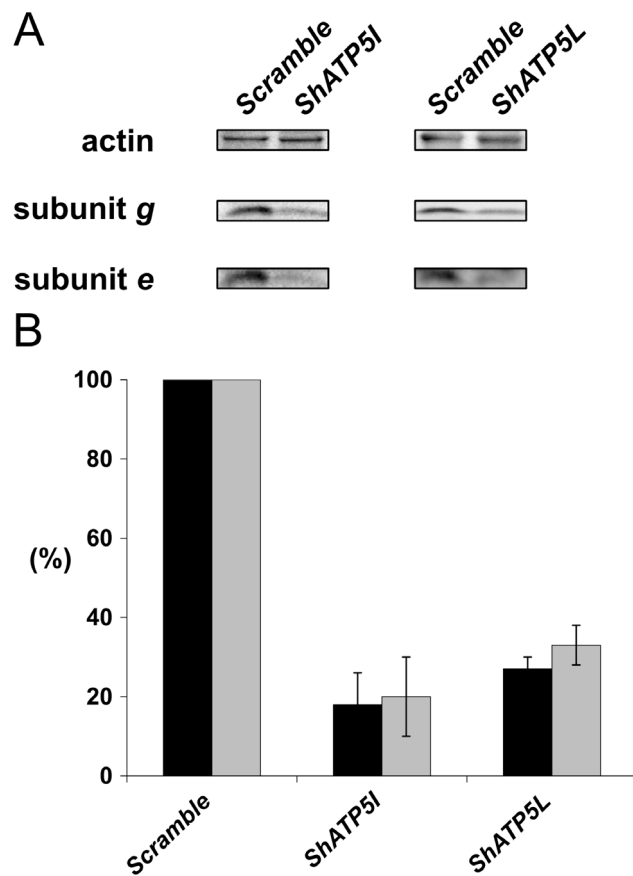 A
Scramble ShATP5I Scramble ShATP5L
actin
subunit g
subunit e
B
100
80
60
(%)
40
20
0
Scramble ShATP5I ShATP5L